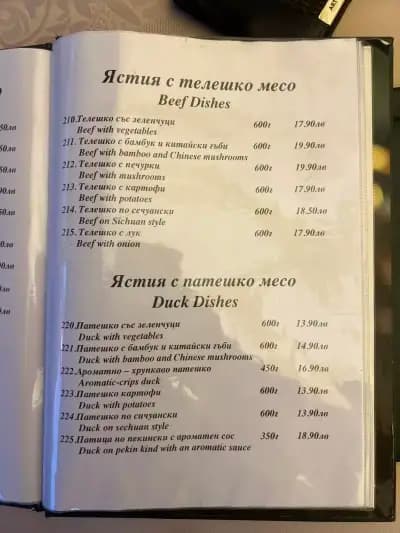 Ястия с телешко месо
Beef Dishes
210.Телешко със зеленчуци 600г 17.90лв
Beef with vegetables
211. Телешко с бамбук и китайски гъби 600г 19.90лв
Beef with bamboo and Chinese mushrooms
212. Телешко с печурки 600г 19.90лв
Beef with mushrooms
213. Телешко с картофи 600г 17.90лв
Beef with potatoes
214. Телешко по сечуански 600г 18.50лв
Beef on Sichuan style
215. Телешко с лук 600г 17.90лв
Beef with onion
Ястия с патешко месо
Duck Dishes
220.Патешко със зеленчуци 600г 13.90лв
Duck with vegetables
221.Патешко с бамбук и китайски гъби 600г 14.90лв
Duck with bamboo and Chinese mushrooms
222.Ароматно - хрупкаво патешко 450г 16.90лв
Aromatic-crips duck
223.Патешко картофи 600г 13.90лв
Duck with potatoes
224.Патешко по сичуански 600г 13.90лв
Duck on sechuan style
225.Патица по пекински с ароматен сос 350г 18.90лв
Duck on pekin kind with an aromatic sauce